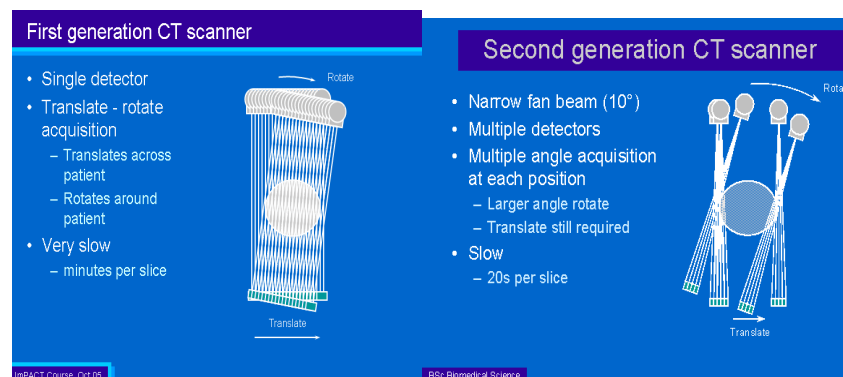 First generation CT scanner
• Single detector
• Translate - rotate
acquisition
– Translates across
patient
– Rotates around
patient
• Very slow
– minutes per slice
Rotate
Translate
ImPACT Course, Oct 05
Second generation CT scanner
• Narrow fan beam (10°)
• Multiple detectors
• Multiple angle acquisition
at each position
– Larger angle rotate
– Translate still required
• Slow
– 20s per slice
Rota
Translate
BSc Biomedical Science